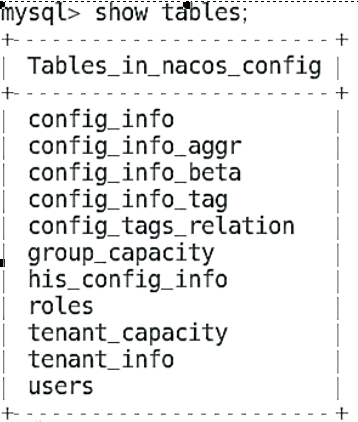 mysql> show tables;
+-----------------------+
| Tables_in_nacos_config |
+-----------------------+
| config_info |
| config_info_aggr |
| config_info_beta |
| config_info_tag |
| config_tags_relation |
| group_capacity |
| his_config_info |
| roles |
| tenant_capacity |
| tenant_info |
| users |
+-----------------------+